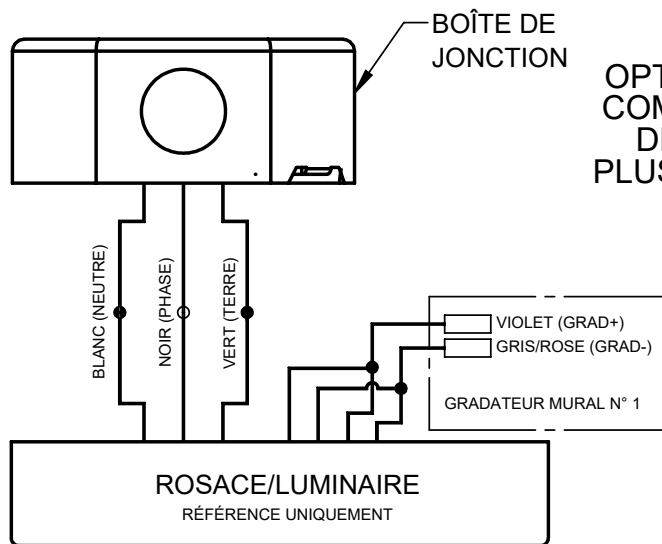 BOÎTE DE
JONCTION
BLANC (NEUTRE)
NOIR (PHASE)
VERT (TERRE)
VIOLET (GRAD+)
GRIS/ROSE (GRAD-)
GRADATEUR MURAL N° 1
ROSACE/LUMINAIRE
RÉFÉRENCE UNIQUEMENT